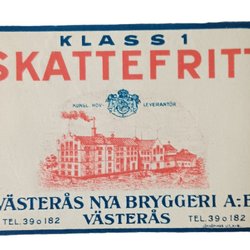 KLASS 1
SKATTEFRITT
KUNGL. HOV- LEVERANTÖR
VÄSTERÅS NYA BRYGGERI A.B
TEL. 39 o 182 VÄSTERÅS TEL. 39 o 182